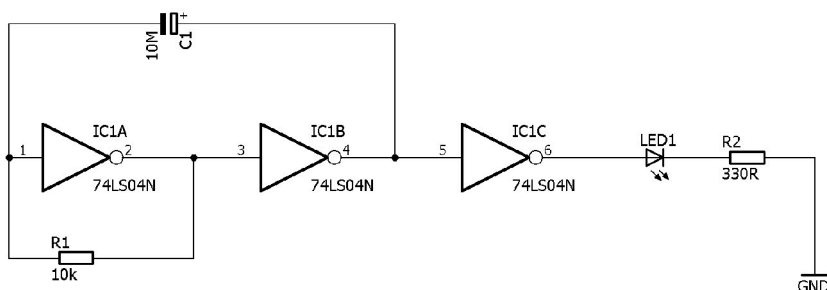 +
10M
C1
IC1A
IC1B
IC1C
LED1
R2
1
2
3
4
5
6
74LS04N
74LS04N
74LS04N
330R
R1
10k
GND